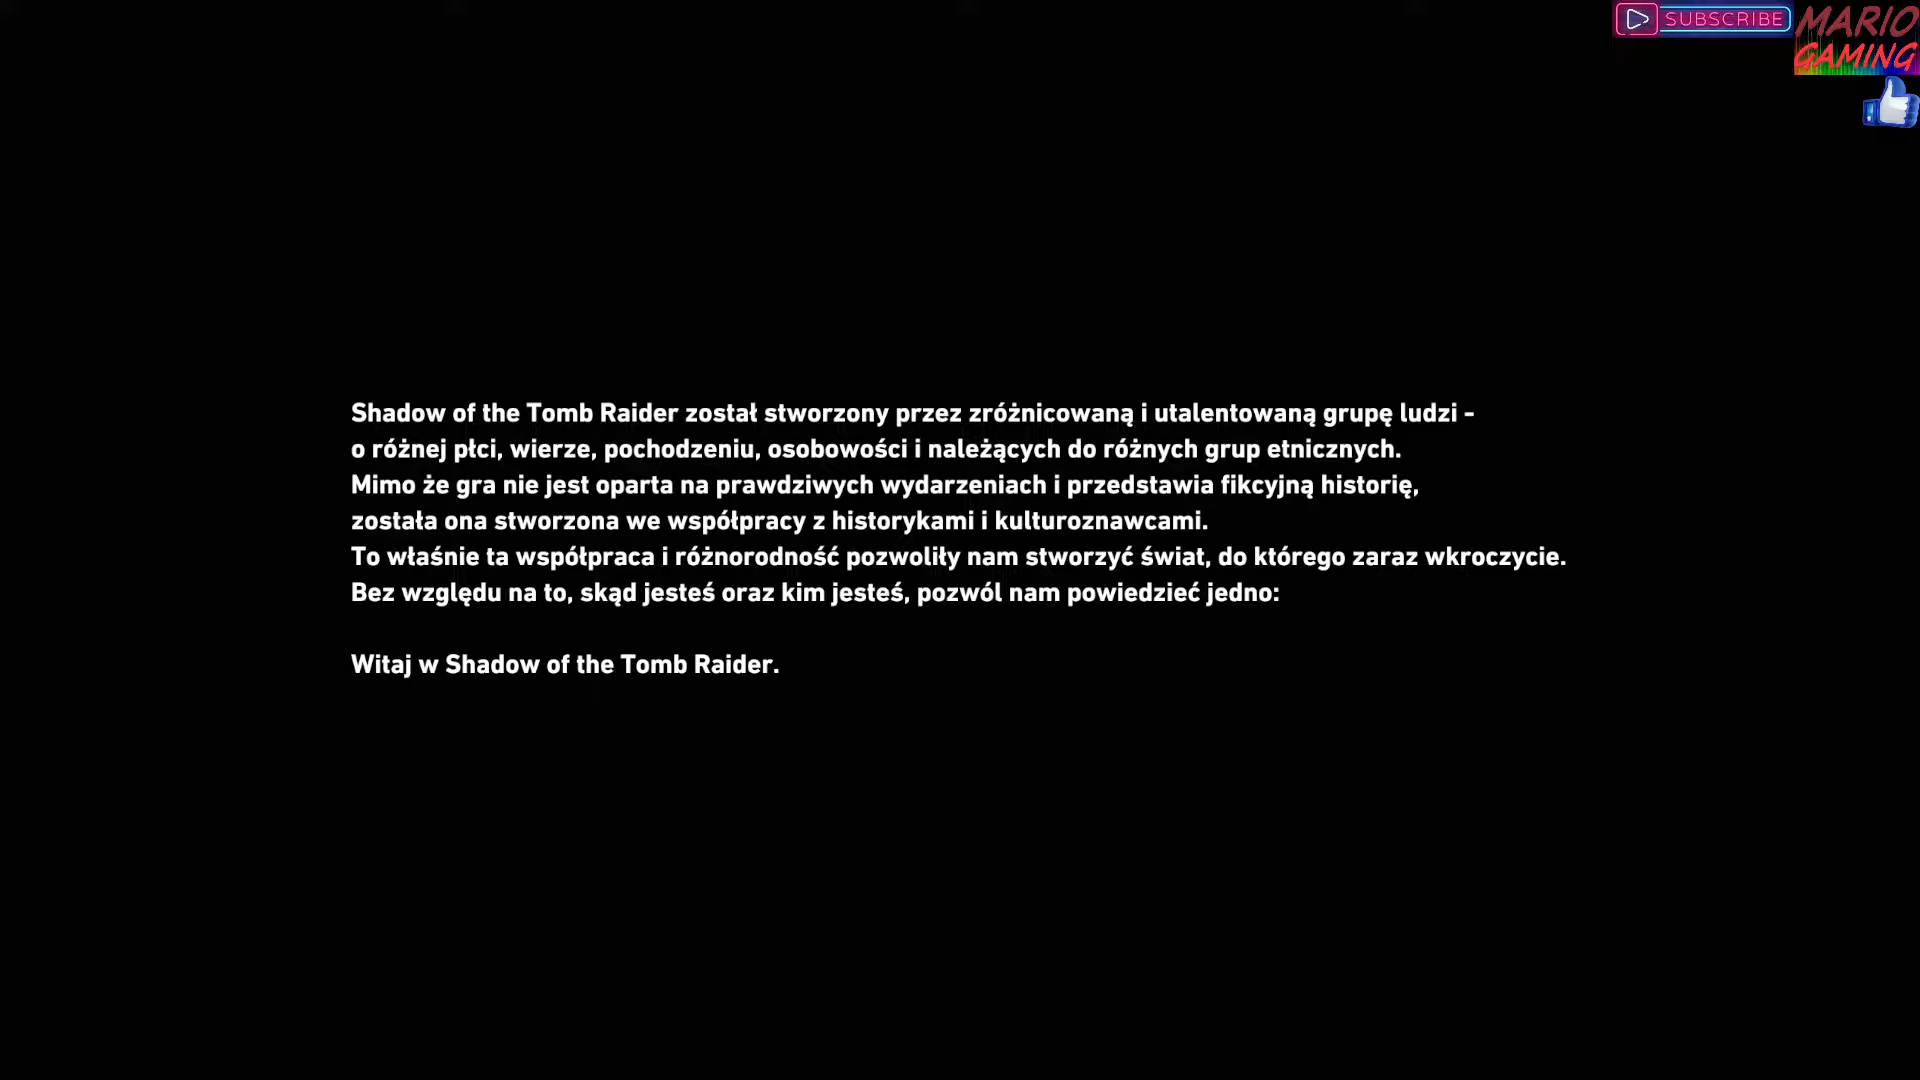 SUBSCRIBE
MARIO
GAMING
Shadow of the Tomb Raider został stworzony przez zróżnicowaną i utalentowaną grupę ludzi -
o różnej płci, wierze, pochodzeniu, osobowości i należących do różnych grup etnicznych.
Mimo że gra nie jest oparta na prawdziwych wydarzeniach i przedstawia fikcyjną historię,
została ona stworzona we współpracy z historykami i kulturoznawcami.
To właśnie ta współpraca i różnorodność pozwoliły nam stworzyć świat, do którego zaraz wkroczycie.
Bez względu na to, skąd jesteś oraz kim jesteś, pozwól nam powiedzieć jedno:
Witaj w Shadow of the Tomb Raider.